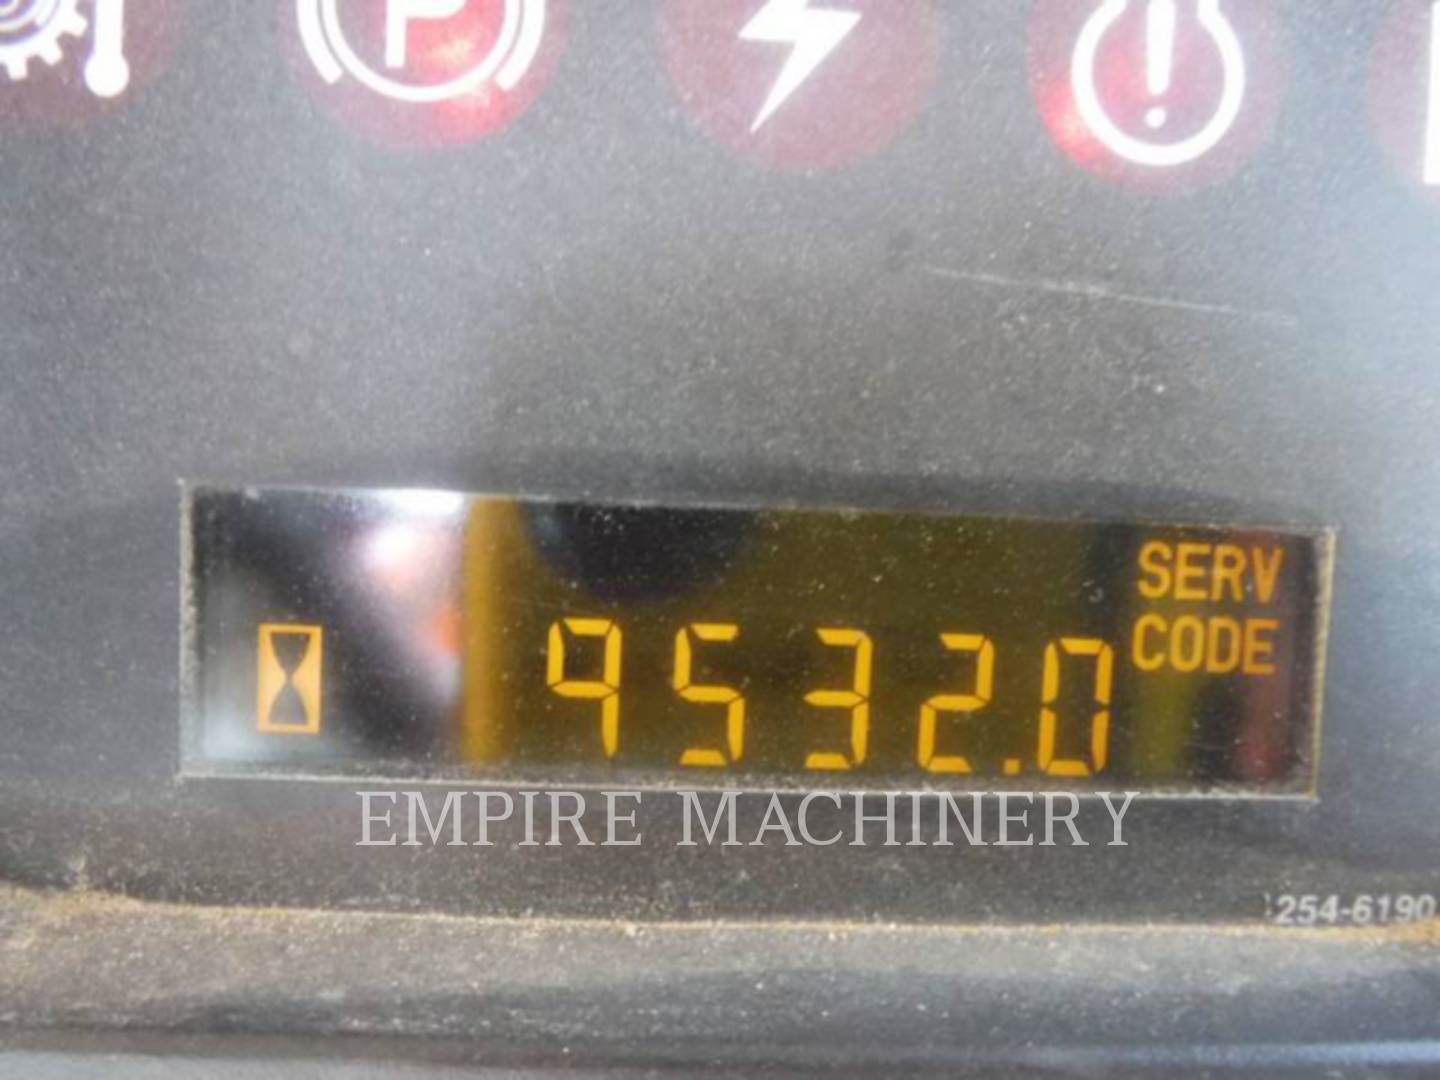 P
SERV
CODE
9532.0
EMPIRE MACHINERY
254-6190